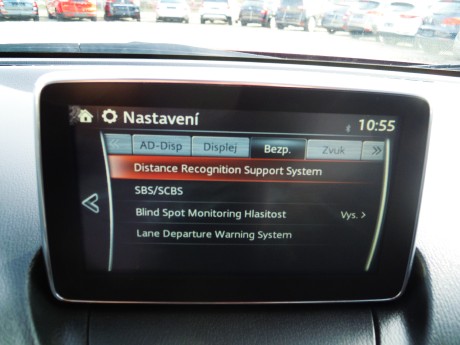 Nastavení 10:55
AD-Disp Displej Bezp. Zvuk
Distance Recognition Support System
SBS/SCBS
Blind Spot Monitoring Hlasitost Vys.
Lane Departure Warning System